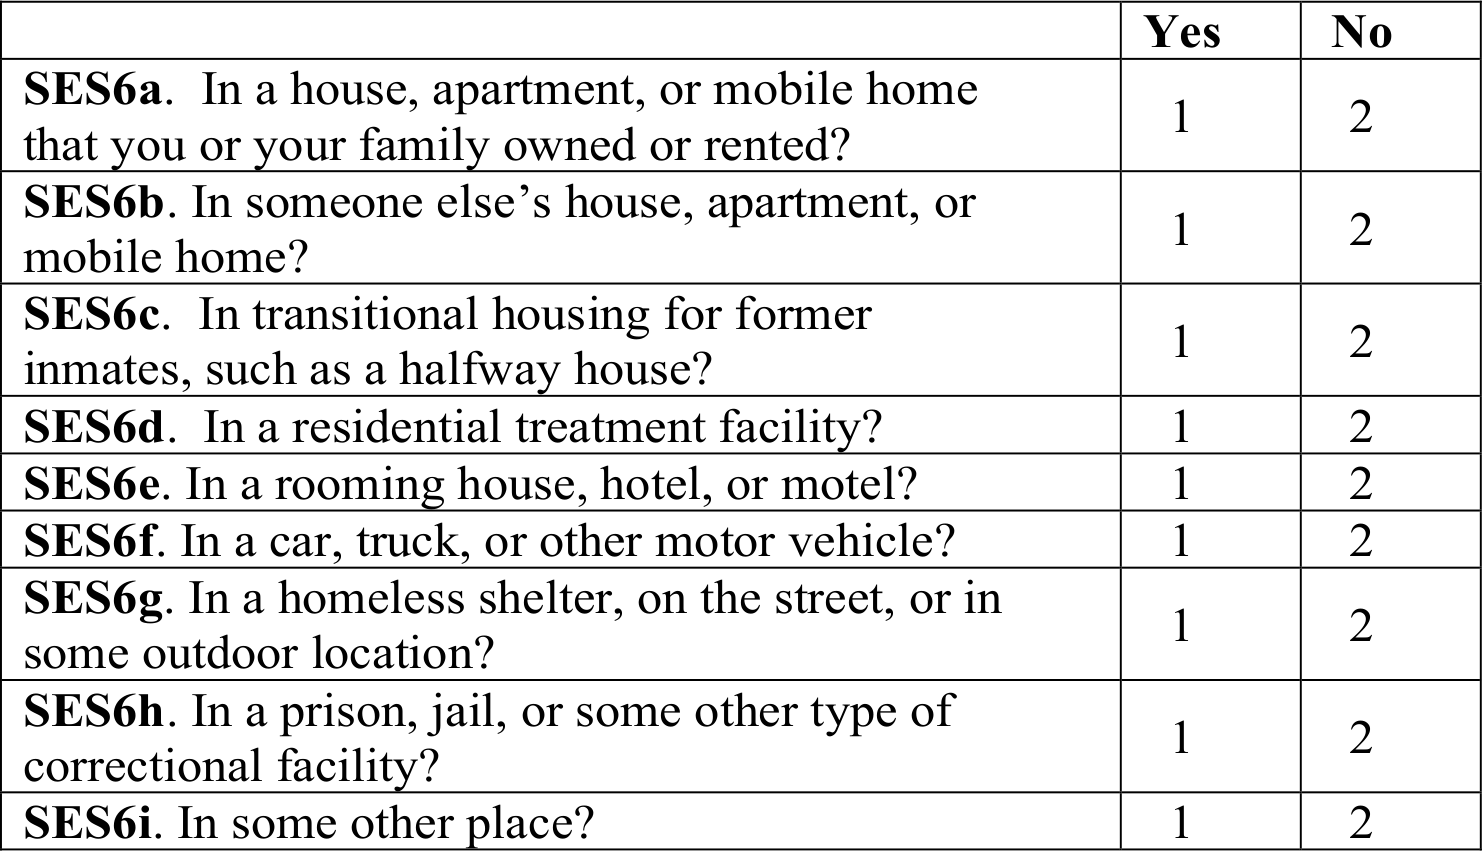 Yes No
SES6a.  In a house, apartment, or mobile home
that you or your family owned or rented?
1 2
SES6b. In someone else’s house, apartment, or
mobile home?
1 2
SES6c.  In transitional housing for former
inmates, such as a halfway house?
1 2
SES6d.  In a residential treatment facility? 1 2
SES6e. In a rooming house, hotel, or motel? 1 2
SES6f. In a car, truck, or other motor vehicle? 1 2
SES6g. In a homeless shelter, on the street, or in
some outdoor location?
1 2
SES6h. In a prison, jail, or some other type of
correctional facility?
1 2
SES6i. In some other place? 1 2